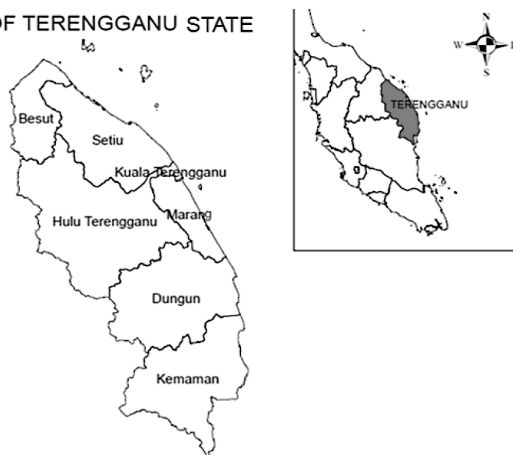 OF TERENGGANU STATE
N
W
S
TERENGGANU
Besut
Setiu
Kuala Terengganu
Hulu Terengganu
Marang
Dungun
Kemaman